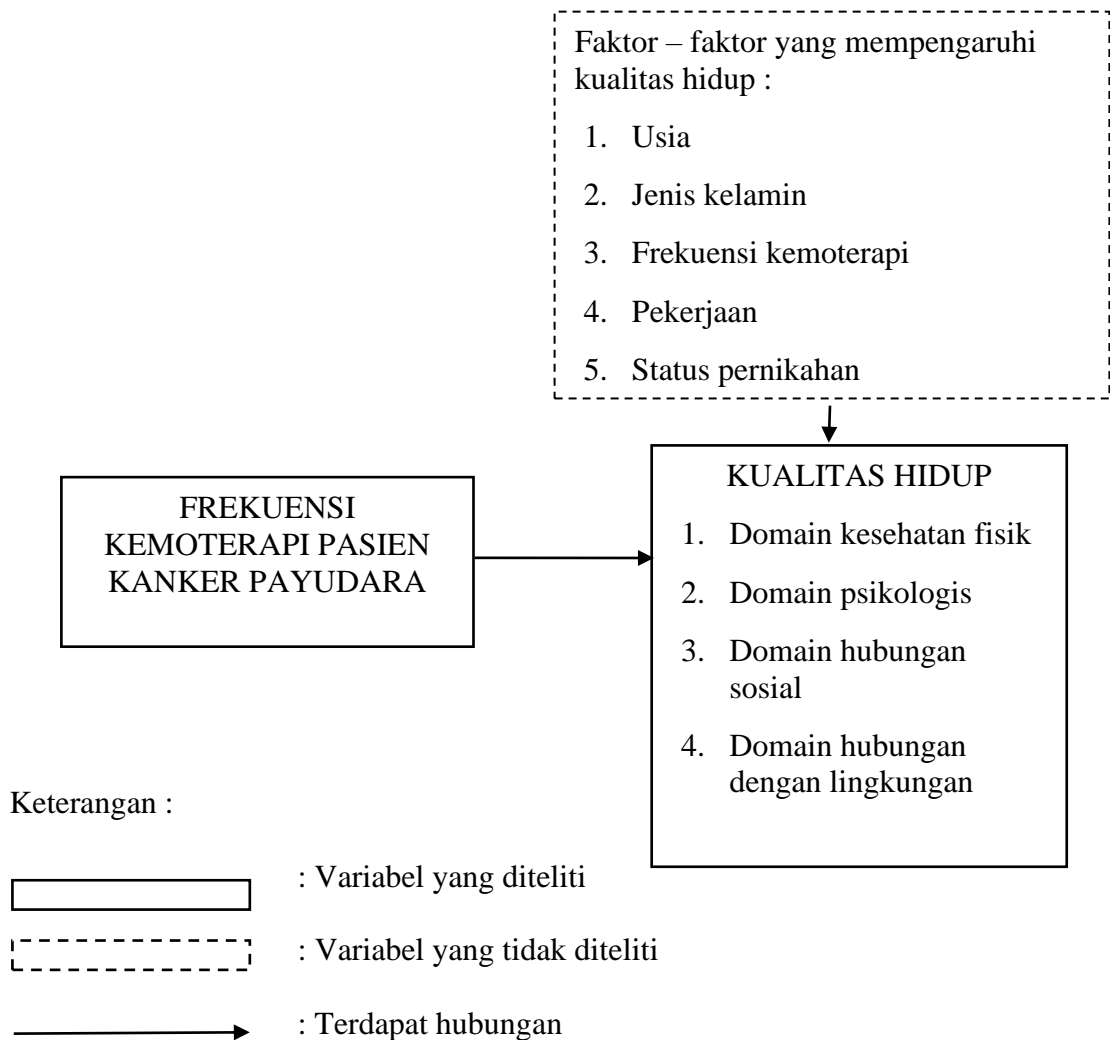 Faktor – faktor yang mempengaruhi
kualitas hidup :
1. Usia
2. Jenis kelamin
3. Frekuensi kemoterapi
4. Pekerjaan
5. Status pernikahan
FREKUENSI
KEMOTERAPI PASIEN
KANKER PAYUDARA
KUALITAS HIDUP
1. Domain kesehatan fisik
2. Domain psikologis
3. Domain hubungan
sosial
4. Domain hubungan
dengan lingkungan
Keterangan :
: Variabel yang diteliti
: Variabel yang tidak diteliti
: Terdapat hubungan